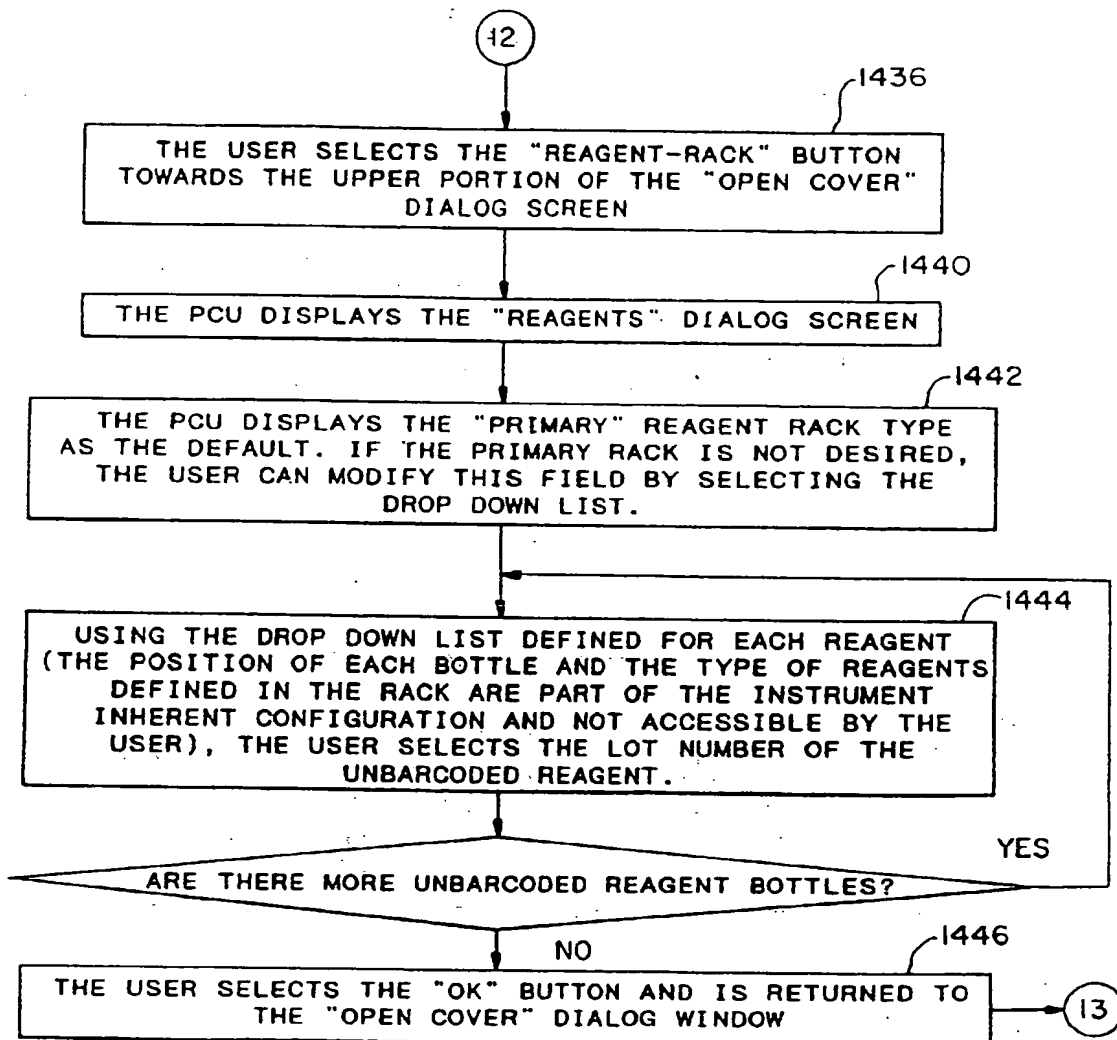 12
1436
THE USER SELECTS THE "REAGENT-RACK" BUTTON
TOWARDS THE UPPER PORTION OF THE "OPEN COVER"
DIALOG SCREEN
1440
THE PCU DISPLAYS THE "REAGENTS" DIALOG SCREEN
1442
THE PCU DISPLAYS THE "PRIMARY" REAGENT RACK TYPE
AS THE DEFAULT. IF THE PRIMARY RACK IS NOT DESIRED,
THE USER CAN MODIFY THIS FIELD BY SELECTING THE
DROP DOWN LIST.
1444
USING THE DROP DOWN LIST DEFINED FOR EACH REAGENT
(THE POSITION OF EACH BOTTLE AND THE TYPE OF REAGENTS
DEFINED IN THE RACK ARE PART OF THE INSTRUMENT
INHERENT CONFIGURATION AND NOT ACCESSIBLE BY THE
USER), THE USER SELECTS THE LOT NUMBER OF THE
UNBARCODED REAGENT.
YES
ARE THERE MORE UNBARCODED REAGENT BOTTLES?
NO
1446
THE USER SELECTS THE "OK" BUTTON AND IS RETURNED TO
THE "OPEN COVER" DIALOG WINDOW
13